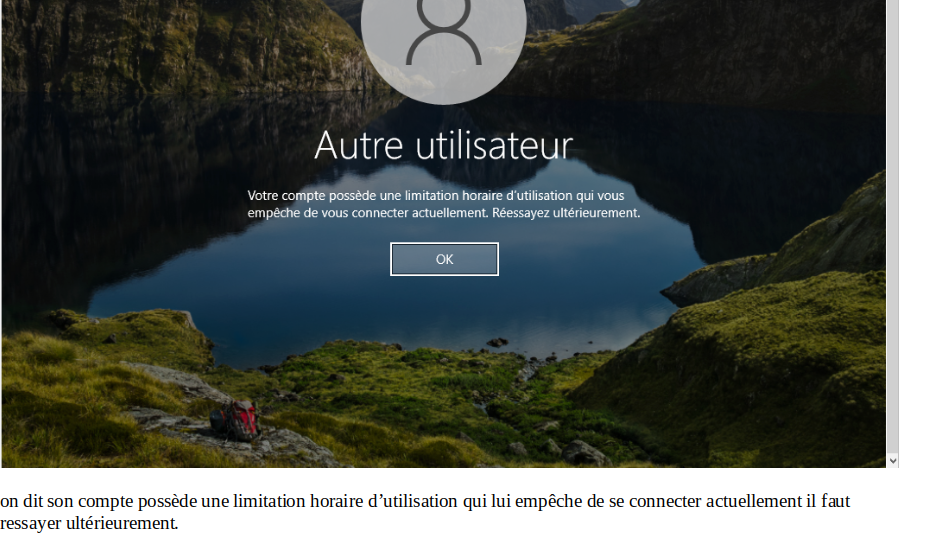 Autre utilisateur
Votre compte possède une limitation horaire d'utilisation qui vous
empêche de vous connecter actuellement. Réessayez ultérieurement.
OK
on dit son compte possède une limitation horaire d’utilisation qui lui empêche de se connecter actuellement il faut
ressayer ultérieurement.